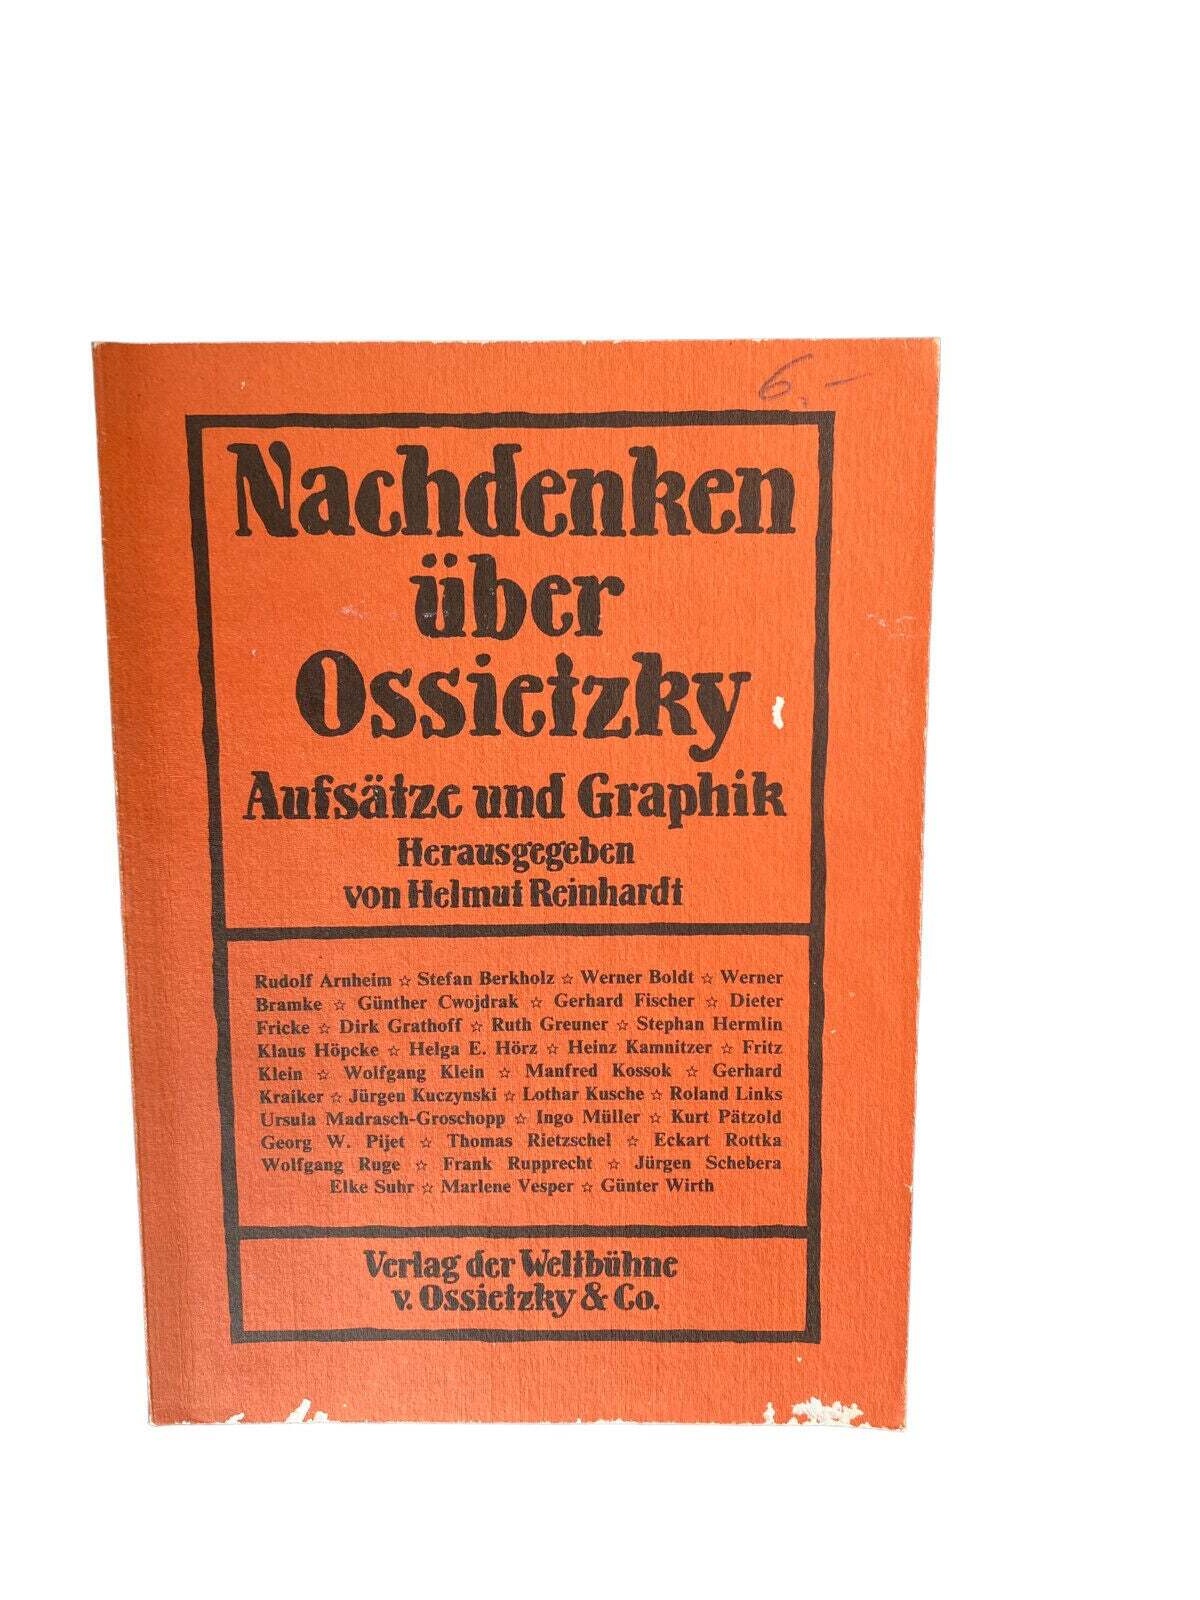 6,-
Nachdenken
über
Ossietzky
Aufsätze und Graphik
Herausgegeben
von Helmut Reinhardt
Rudolf Arnheim ☆ Stefan Berkholz ☆ Werner Boldt ☆ Werner
Bramke ☆ Günther Cwojdrak ☆ Gerhard Fischer ☆ Dieter
Fricke ☆ Dirk Grathoff ☆ Ruth Greuner ☆ Stephan Hermlin
Klaus Höpcke ☆ Helga E. Hörz ☆ Heinz Kamnitzer ☆ Fritz
Klein ☆ Wolfgang Klein ☆ Manfred Kossok ☆ Gerhard
Kraiker ☆ Jürgen Kuczynski ☆ Lothar Kusche ☆ Roland Links
Ursula Madrasch-Groschopp ☆ Ingo Müller ☆ Kurt Pätzold
Georg W. Pijet ☆ Thomas Rietzschel ☆ Eckart Rottka
Wolfgang Ruge ☆ Frank Rupprecht ☆ Jürgen Schebera
Elke Suhr ☆ Marlene Vesper ☆ Günter Wirth
Verlag der Weltbühne
v. Ossietzky & Co.